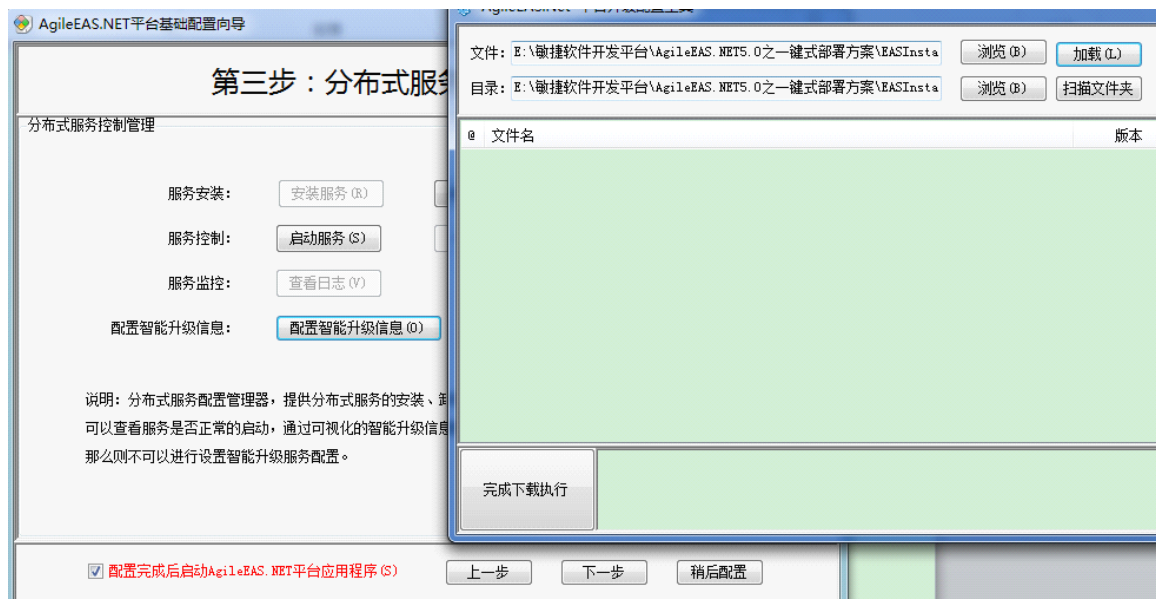 AgileEAS.NET平台基础配置向导
第三步：分布式服
分布式服务控制管理
服务安装：
安装服务(R)
服务控制：
启动服务(S)
服务监控：
查看日志(V)
配置智能升级信息：
配置智能升级信息(O)
说明：分布式服务配置管理器，提供分布式服务的安装、
可以查看服务是否正常的启动，通过可视化的智能升级信息
那么则不可以进行设置智能升级服务配置。
配置完成后启动AgileEAS.NET平台应用程序(S)
上一步
下一步
稍后配置
文件：
E:\敏捷软件开发平台\AgileEAS.NET5.0之一键式部署方案\EASInsta
浏览(B)
加载(L)
目录：
E:\敏捷软件开发平台\AgileEAS.NET5.0之一键式部署方案\EASInsta
浏览(B)
扫描文件夹
@ 文件名
版本
完成下载执行